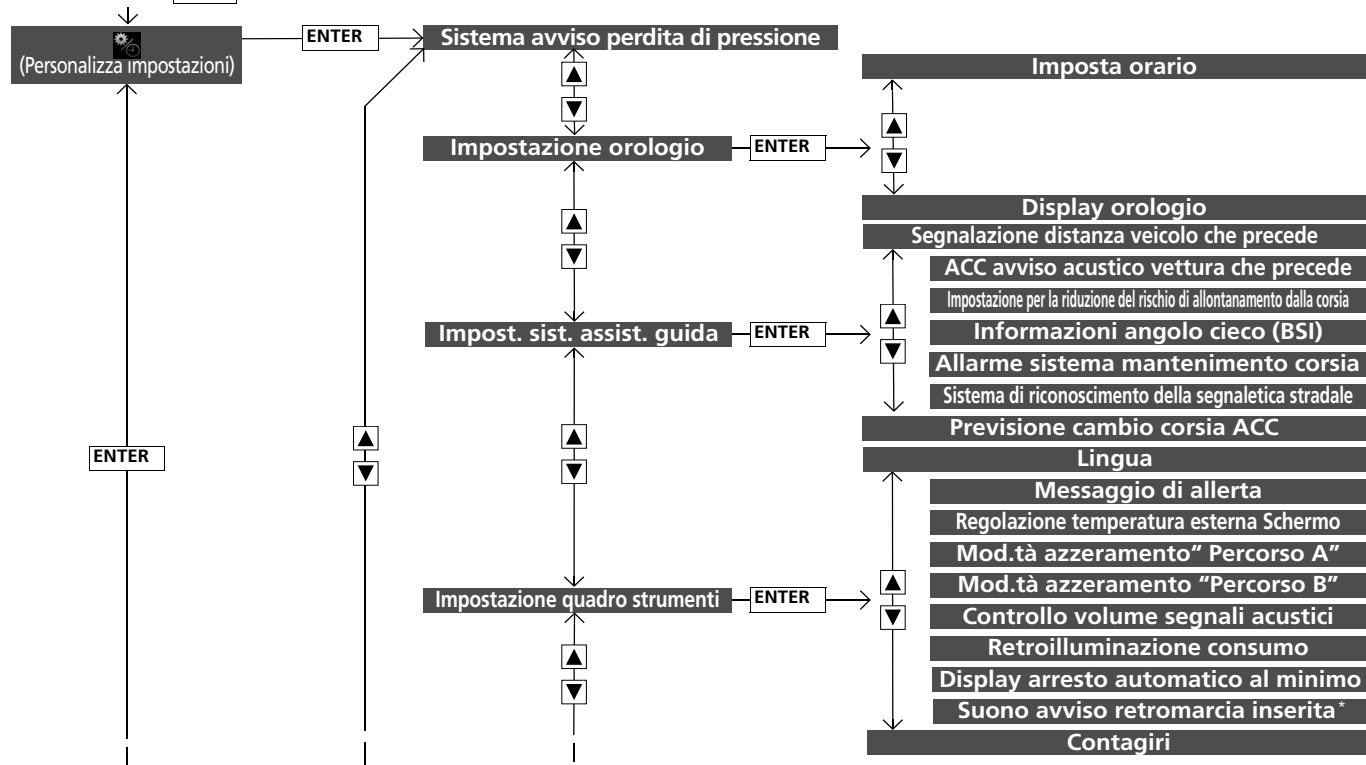 ENTER
Sistema avviso perdita di pressione
(Personalizza impostazioni)
Imposta orario
Impostazione orologio
ENTER
Display orologio
Segnalazione distanza veicolo che precede
ACC avviso acustico vettura che precede
Impostazione per la riduzione del rischio di allontanamento dalla corsia
Impost. sist. assist. guida
ENTER
Informazioni angolo cieco (BSI)
Allarme sistema mantenimento corsia
Sistema di riconoscimento della segnaletica stradale
Previsione cambio corsia ACC
ENTER
Lingua
Messaggio di allerta
Regolazione temperatura esterna Schermo
Mod.tà azzeramento“ Percorso A”
Mod.tà azzeramento “Percorso B”
Impostazione quadro strumenti
ENTER
Controllo volume segnali acustici
Retroilluminazione consumo
Display arresto automatico al minimo
Suono avviso retromarcia inserita*
Contagiri